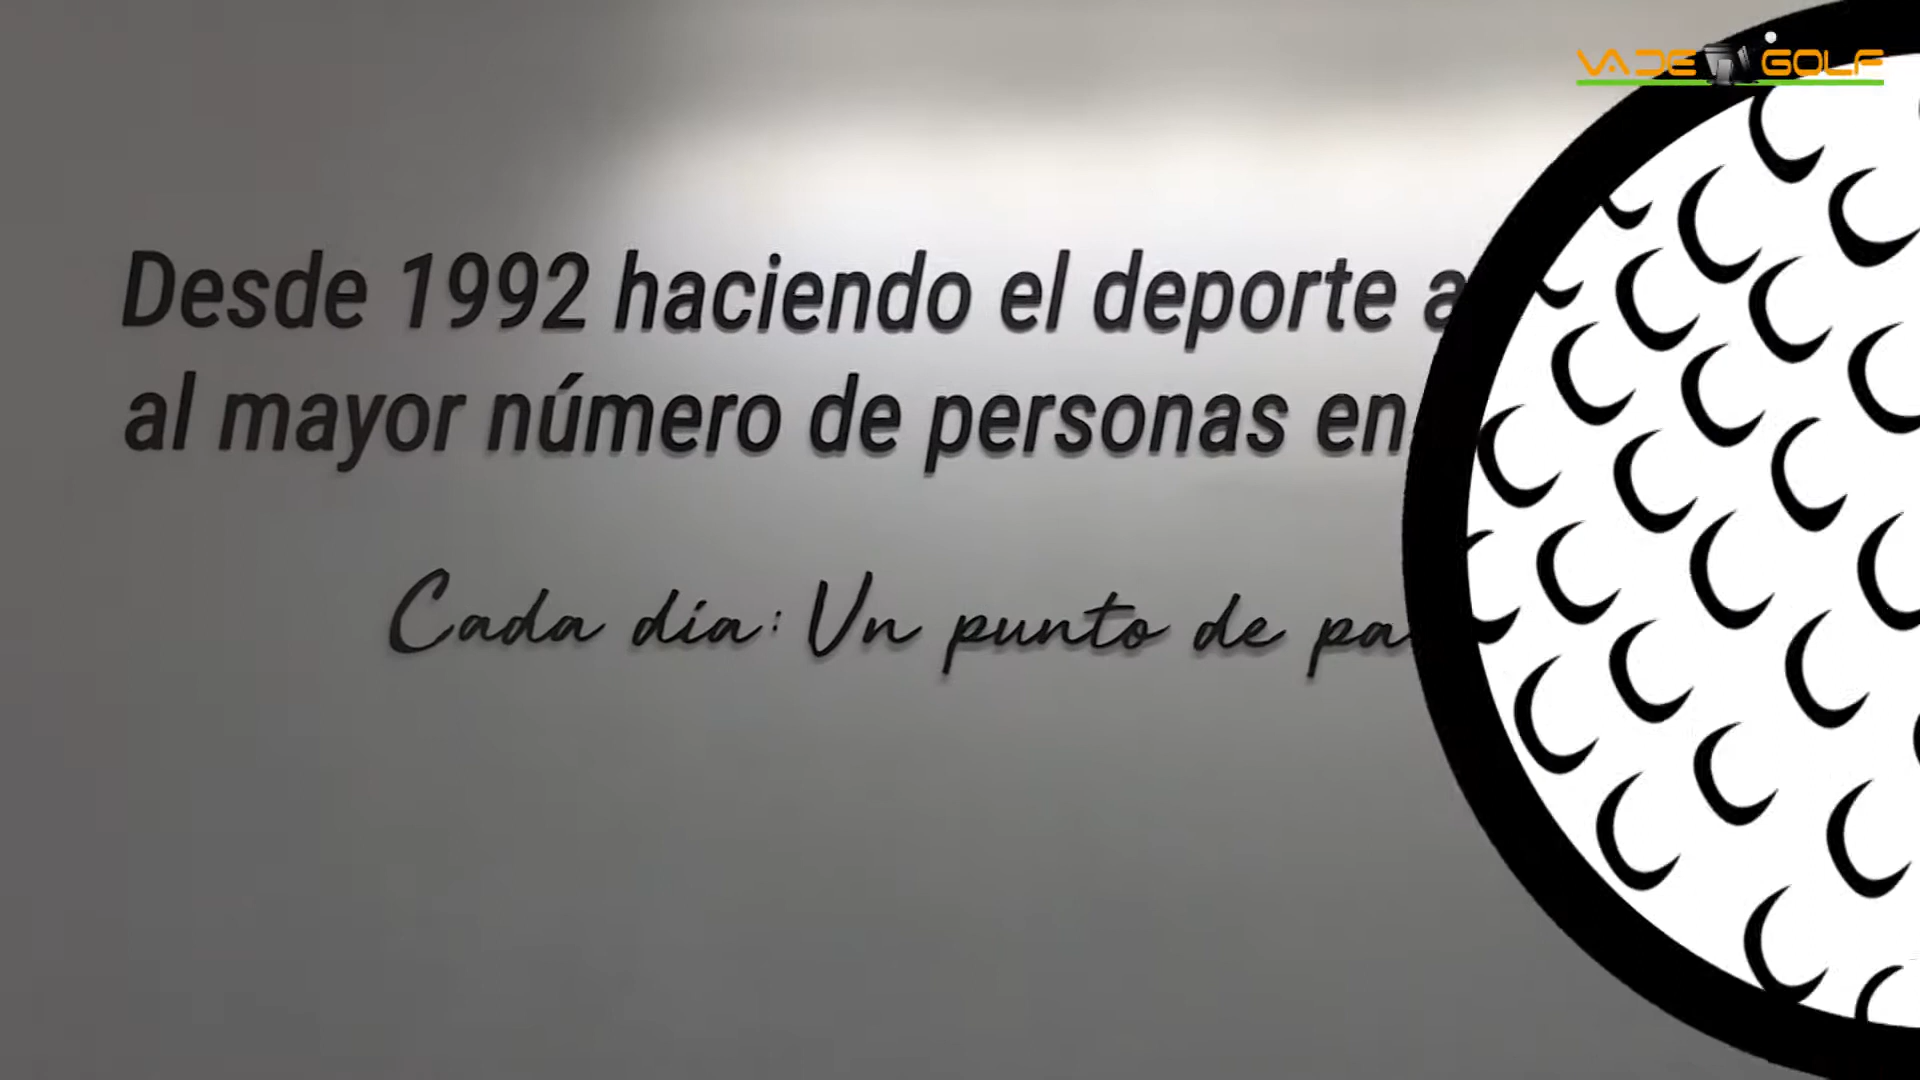 VA DE GOLF
Desde 1992 haciendo el deporte a
al mayor número de personas en
Cada día: Un punto de pa